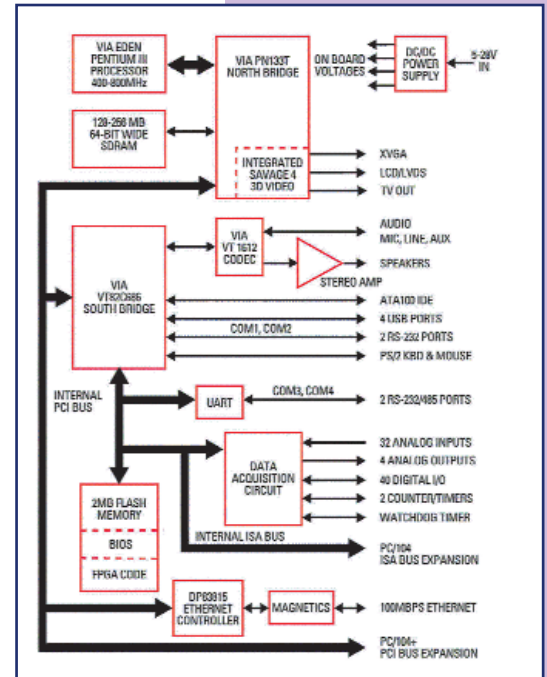 VIA EDEN
PENTIUM III
PROCESSOR
400-800MHz
VIA PN133T
NORTH BRIDGE
ON BOARD
VOLTAGES
DC/DC
POWER
SUPPLY
5-28V
IN
128-256 MB
64-BIT WIDE
SDRAM
INTEGRATED
SAVAGE 4
3D VIDEO
XVGA
LCD/LVDS
TV OUT
VIA
VT 1612
CODEC
AUDIO
MIC, LINE, AUX
SPEAKERS
STEREO AMP
VIA
VT82C686
SOUTH BRIDGE
ATA100 IDE
4 USB PORTS
COM1, COM2
2 RS-232 PORTS
PS/2 KBD & MOUSE
INTERNAL
PCI BUS
UART
COM3, COM4
2 RS-232/485 PORTS
DATA
ACQUISITION
CIRCUIT
32 ANALOG INPUTS
4 ANALOG OUTPUTS
40 DIGITAL I/O
2 COUNTER/TIMERS
WATCHDOG TIMER
2MB FLASH
MEMORY
BIOS
FPGA CODE
INTERNAL ISA BUS
PC/104
ISA BUS EXPANSION
DP83815
ETHERNET
CONTROLLER
MAGNETICS
100MBPS ETHERNET
PC/104+
PCI BUS EXPANSION